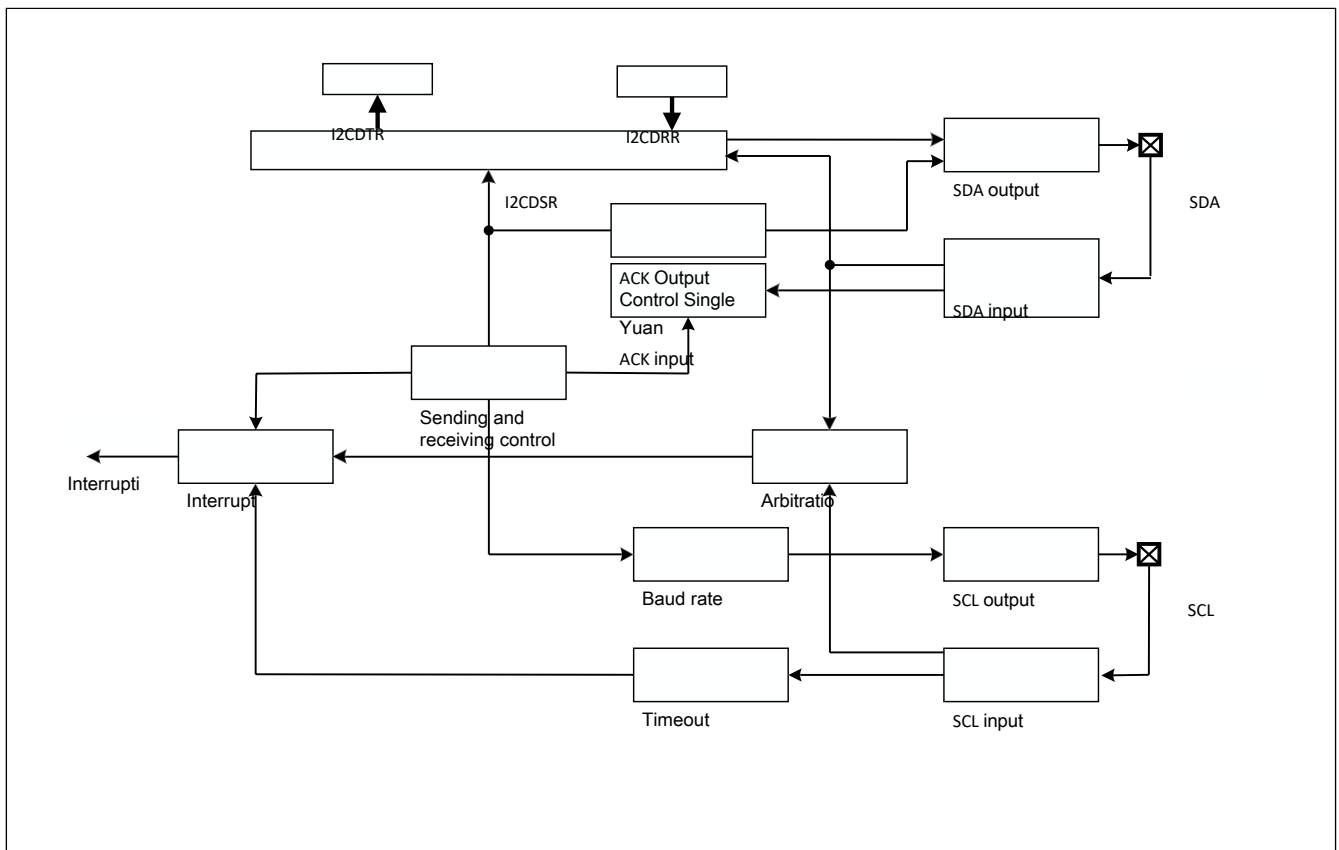 I2CDTR
I2CDRR
I2CDSR
SDA output
SDA
ACK Output
Control Single
Yuan
SDA input
ACK input
Sending and
receiving control
Interrupti
Interrupt
Arbitratio
Baud rate
SCL output
SCL
Timeout
SCL input